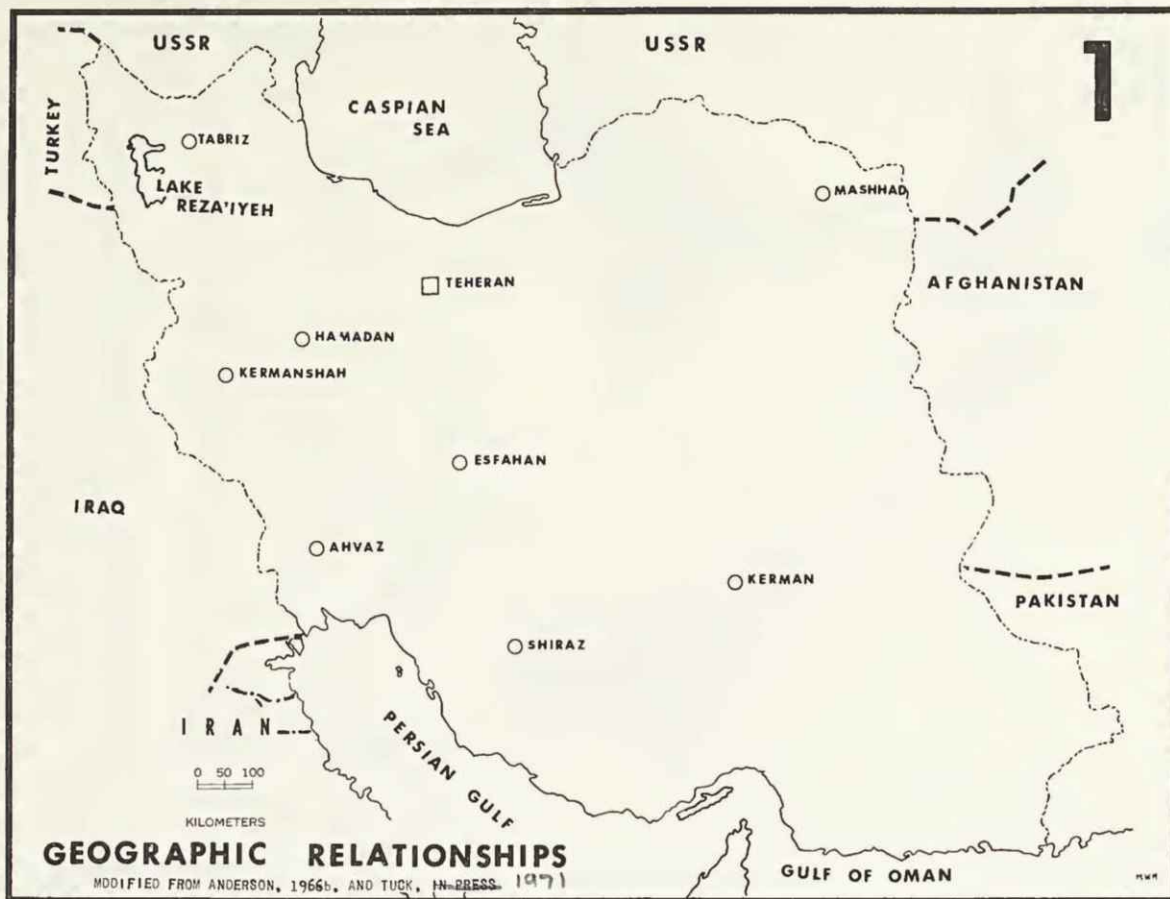 USSR
USSR
1
CASPIAN
SEA
TURKEY
TABRIZ
LAKE
REZA'IYEH
MASHHAD
TEHERAN
AFGHANISTAN
HAMADAN
KERMANSHAH
ESFAHAN
IRAQ
AHVAZ
KERMAN
PAKISTAN
SHIRAZ
IRAN
PERSIAN GULF
0 50 100
KILOMETERS
GEOGRAPHIC RELATIONSHIPS
MODIFIED FROM ANDERSON, 1966b, AND TUCK, IN PRESS. 1971
GULF OF OMAN
MWM